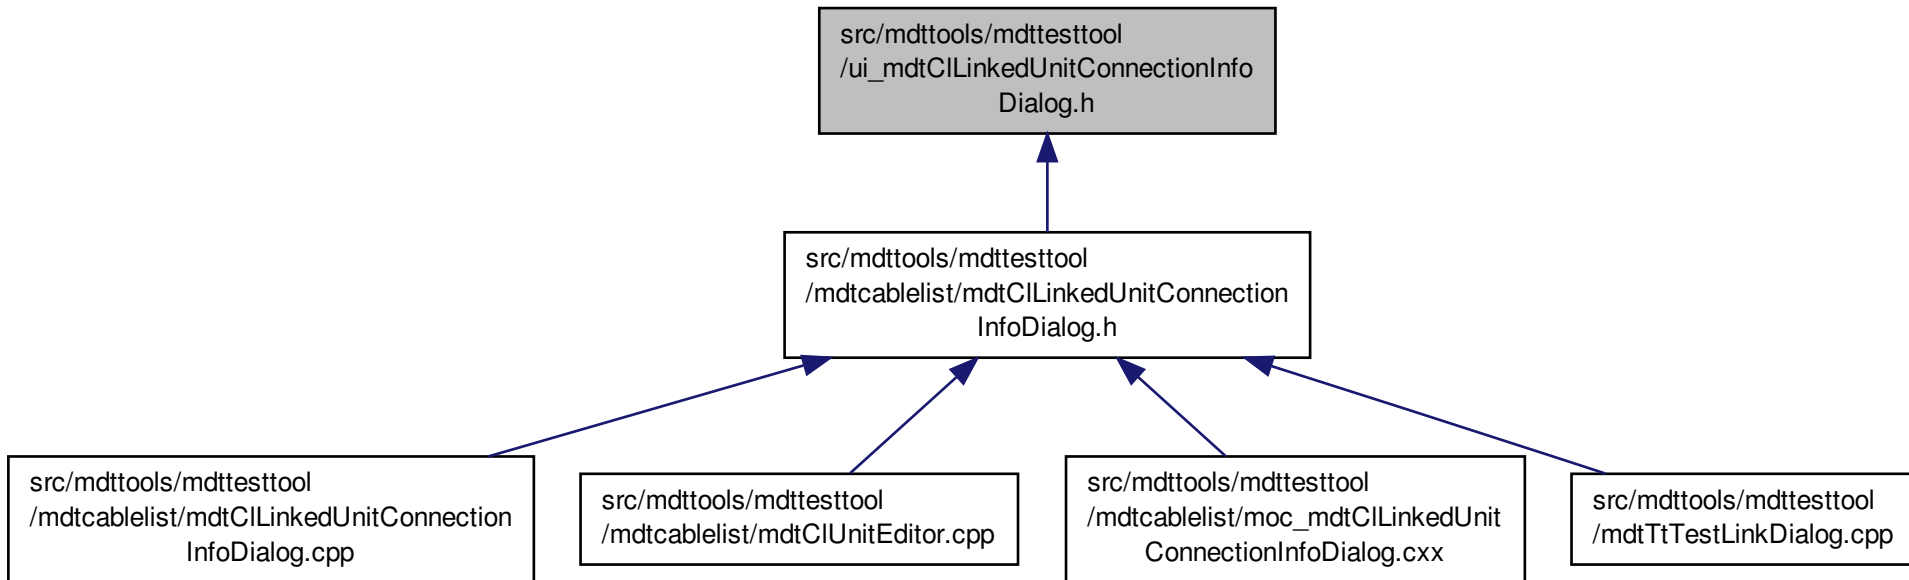 src/mdttools/mdttesttool
/ui_mdtClLinkedUnitConnectionInfo
Dialog.h
src/mdttools/mdttesttool
/mdtcablelist/mdtClLinkedUnitConnection
InfoDialog.h
src/mdttools/mdttesttool
/mdtcablelist/mdtClLinkedUnitConnection
InfoDialog.cpp
src/mdttools/mdttesttool
/mdtcablelist/mdtClUnitEditor.cpp
src/mdttools/mdttesttool
/mdtcablelist/moc_mdtClLinkedUnit
ConnectionInfoDialog.cxx
src/mdttools/mdttesttool
/mdtTtTestLinkDialog.cpp